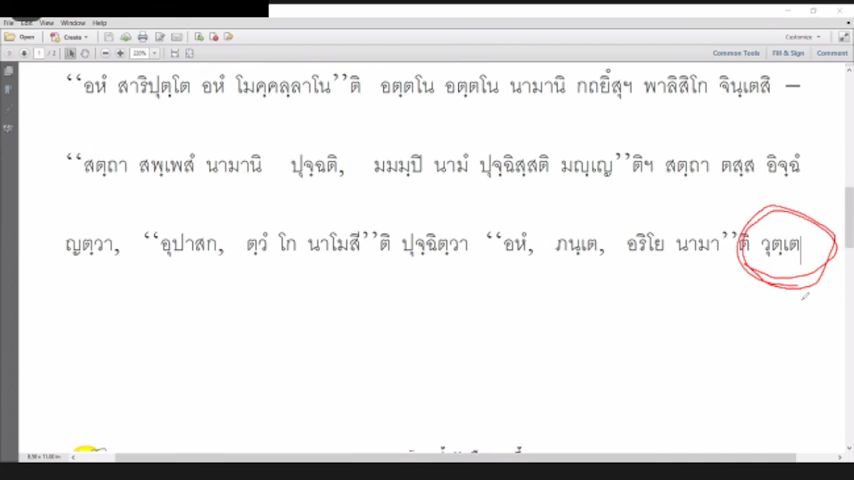 File Edit View Window Help
Open Create Customize
1 / 2 220% Common Tools Fill & Sign Comment
‘‘อหํ สาริปุตฺโต อหํ โมคฺคลฺลาโน’’ติ อตฺตโน อตฺตโน นามานิ กถยึสุฯ พาลิสิโก จินฺเตสิ –
‘‘สตฺถา สพฺเพสํ นามานิ ปุจฺฉติ, มมมฺปิ นามํ ปุจฺฉิสฺสติ มญฺเญ’’ติฯ สตฺถา ตสฺส อิจฺฉํ
ญตฺวา, ‘‘อุปาสก, ตฺวํ โก นาโมสี’’ติ ปุจฺฉิตฺวา ‘‘อหํ, ภนฺเต, อริโย นามา’’ติ วุตฺเต
8.50 x 11.00 in